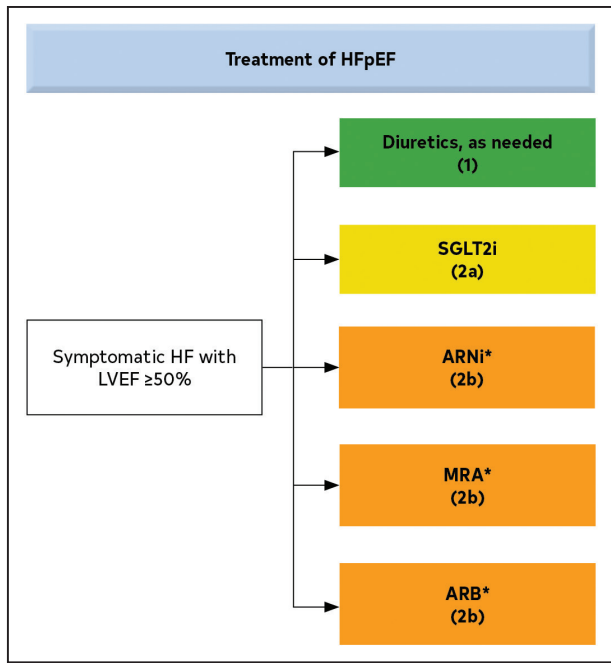 Treatment of HFpEF
Diuretics, as needed
(1)
SGLT2i
(2a)
Symptomatic HF with
LVEF ≥50%
ARNi*
(2b)
MRA*
(2b)
ARB*
(2b)